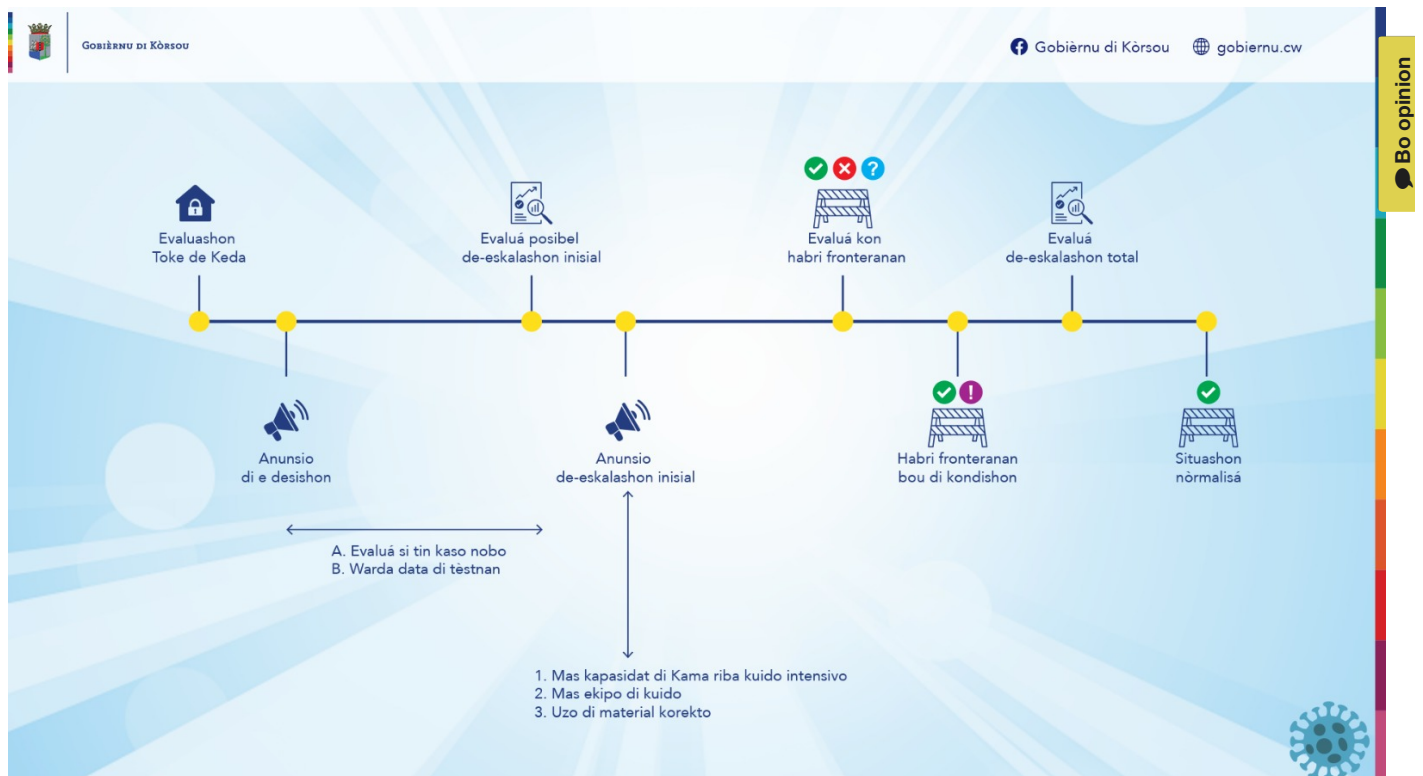 GOBIÈRNU DI KÒRSOU
Gobièrnu di Kòrsou
gobiernu.cw
Bo opinion
Evaluashon
Toke de Keda
Evaluá posibel
de-eskalashon inisial
Evaluá kon
habri fronteranan
Evaluá
de-eskalashon total
Anunsio
di e desishon
Anunsio
de-eskalashon inisial
Habri fronteranan
bou di kondishon
Situashon
nòrmalisá
A. Evaluá si tin kaso nobo
B. Warda data di tèstnan
1. Mas kapasidat di Kama riba kuido intensivo
2. Mas ekipo di kuido
3. Uzo di material korekto